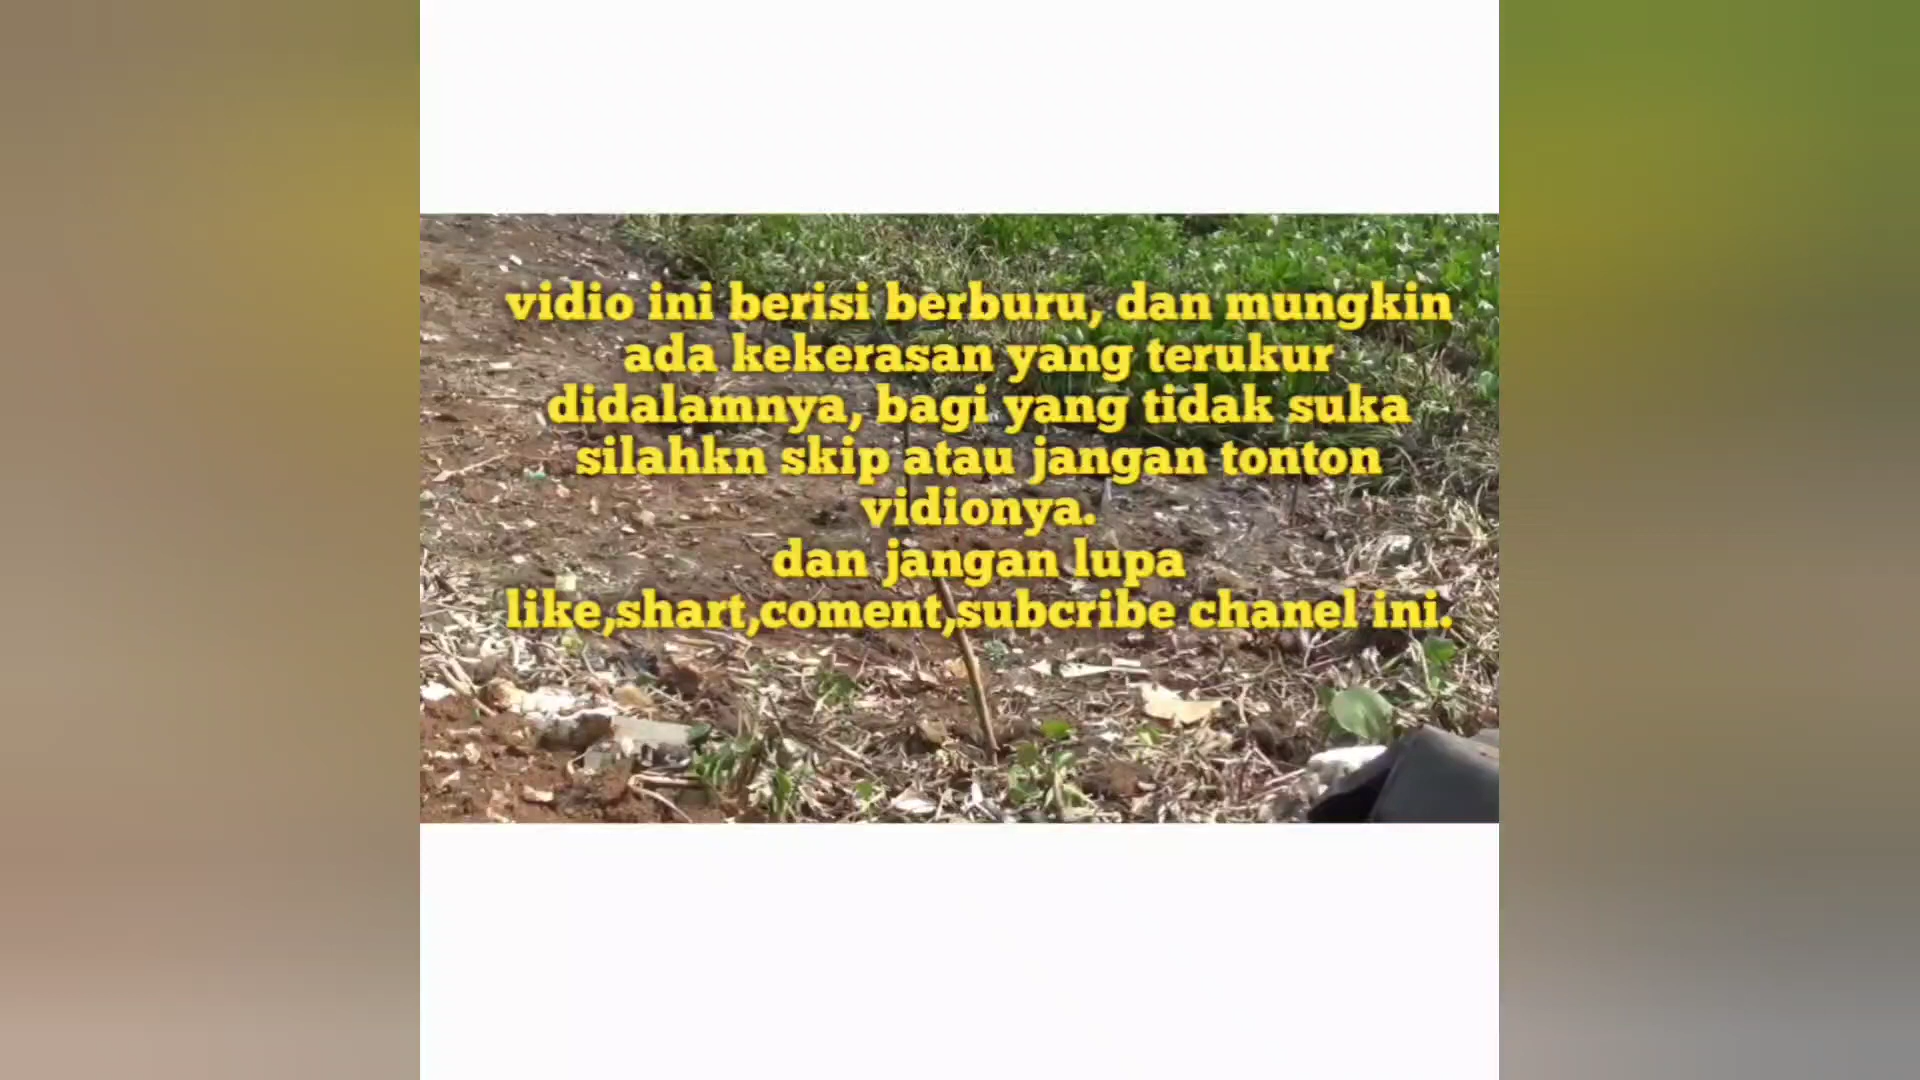 vidio ini berisi berburu, dan mungkin
ada kekerasan yang terukur
didalamnya, bagi yang tidak suka
silahkn skip atau jangan tonton
vidionya.
dan jangan lupa
like,shart,coment,subcribe chanel ini.